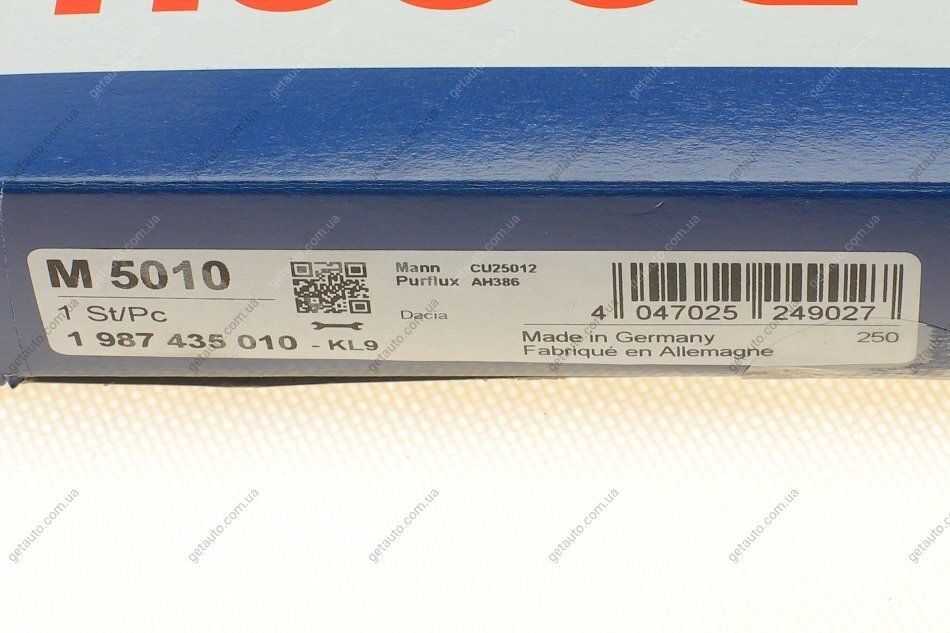 M 5010
1 St/Pc
1 987 435 010 - KL9
Mann CU25012
Purflux AH386
Dacia
4 047025 249027
Made in Germany 250
Fabriqué en Allemagne
getauto.com.ua